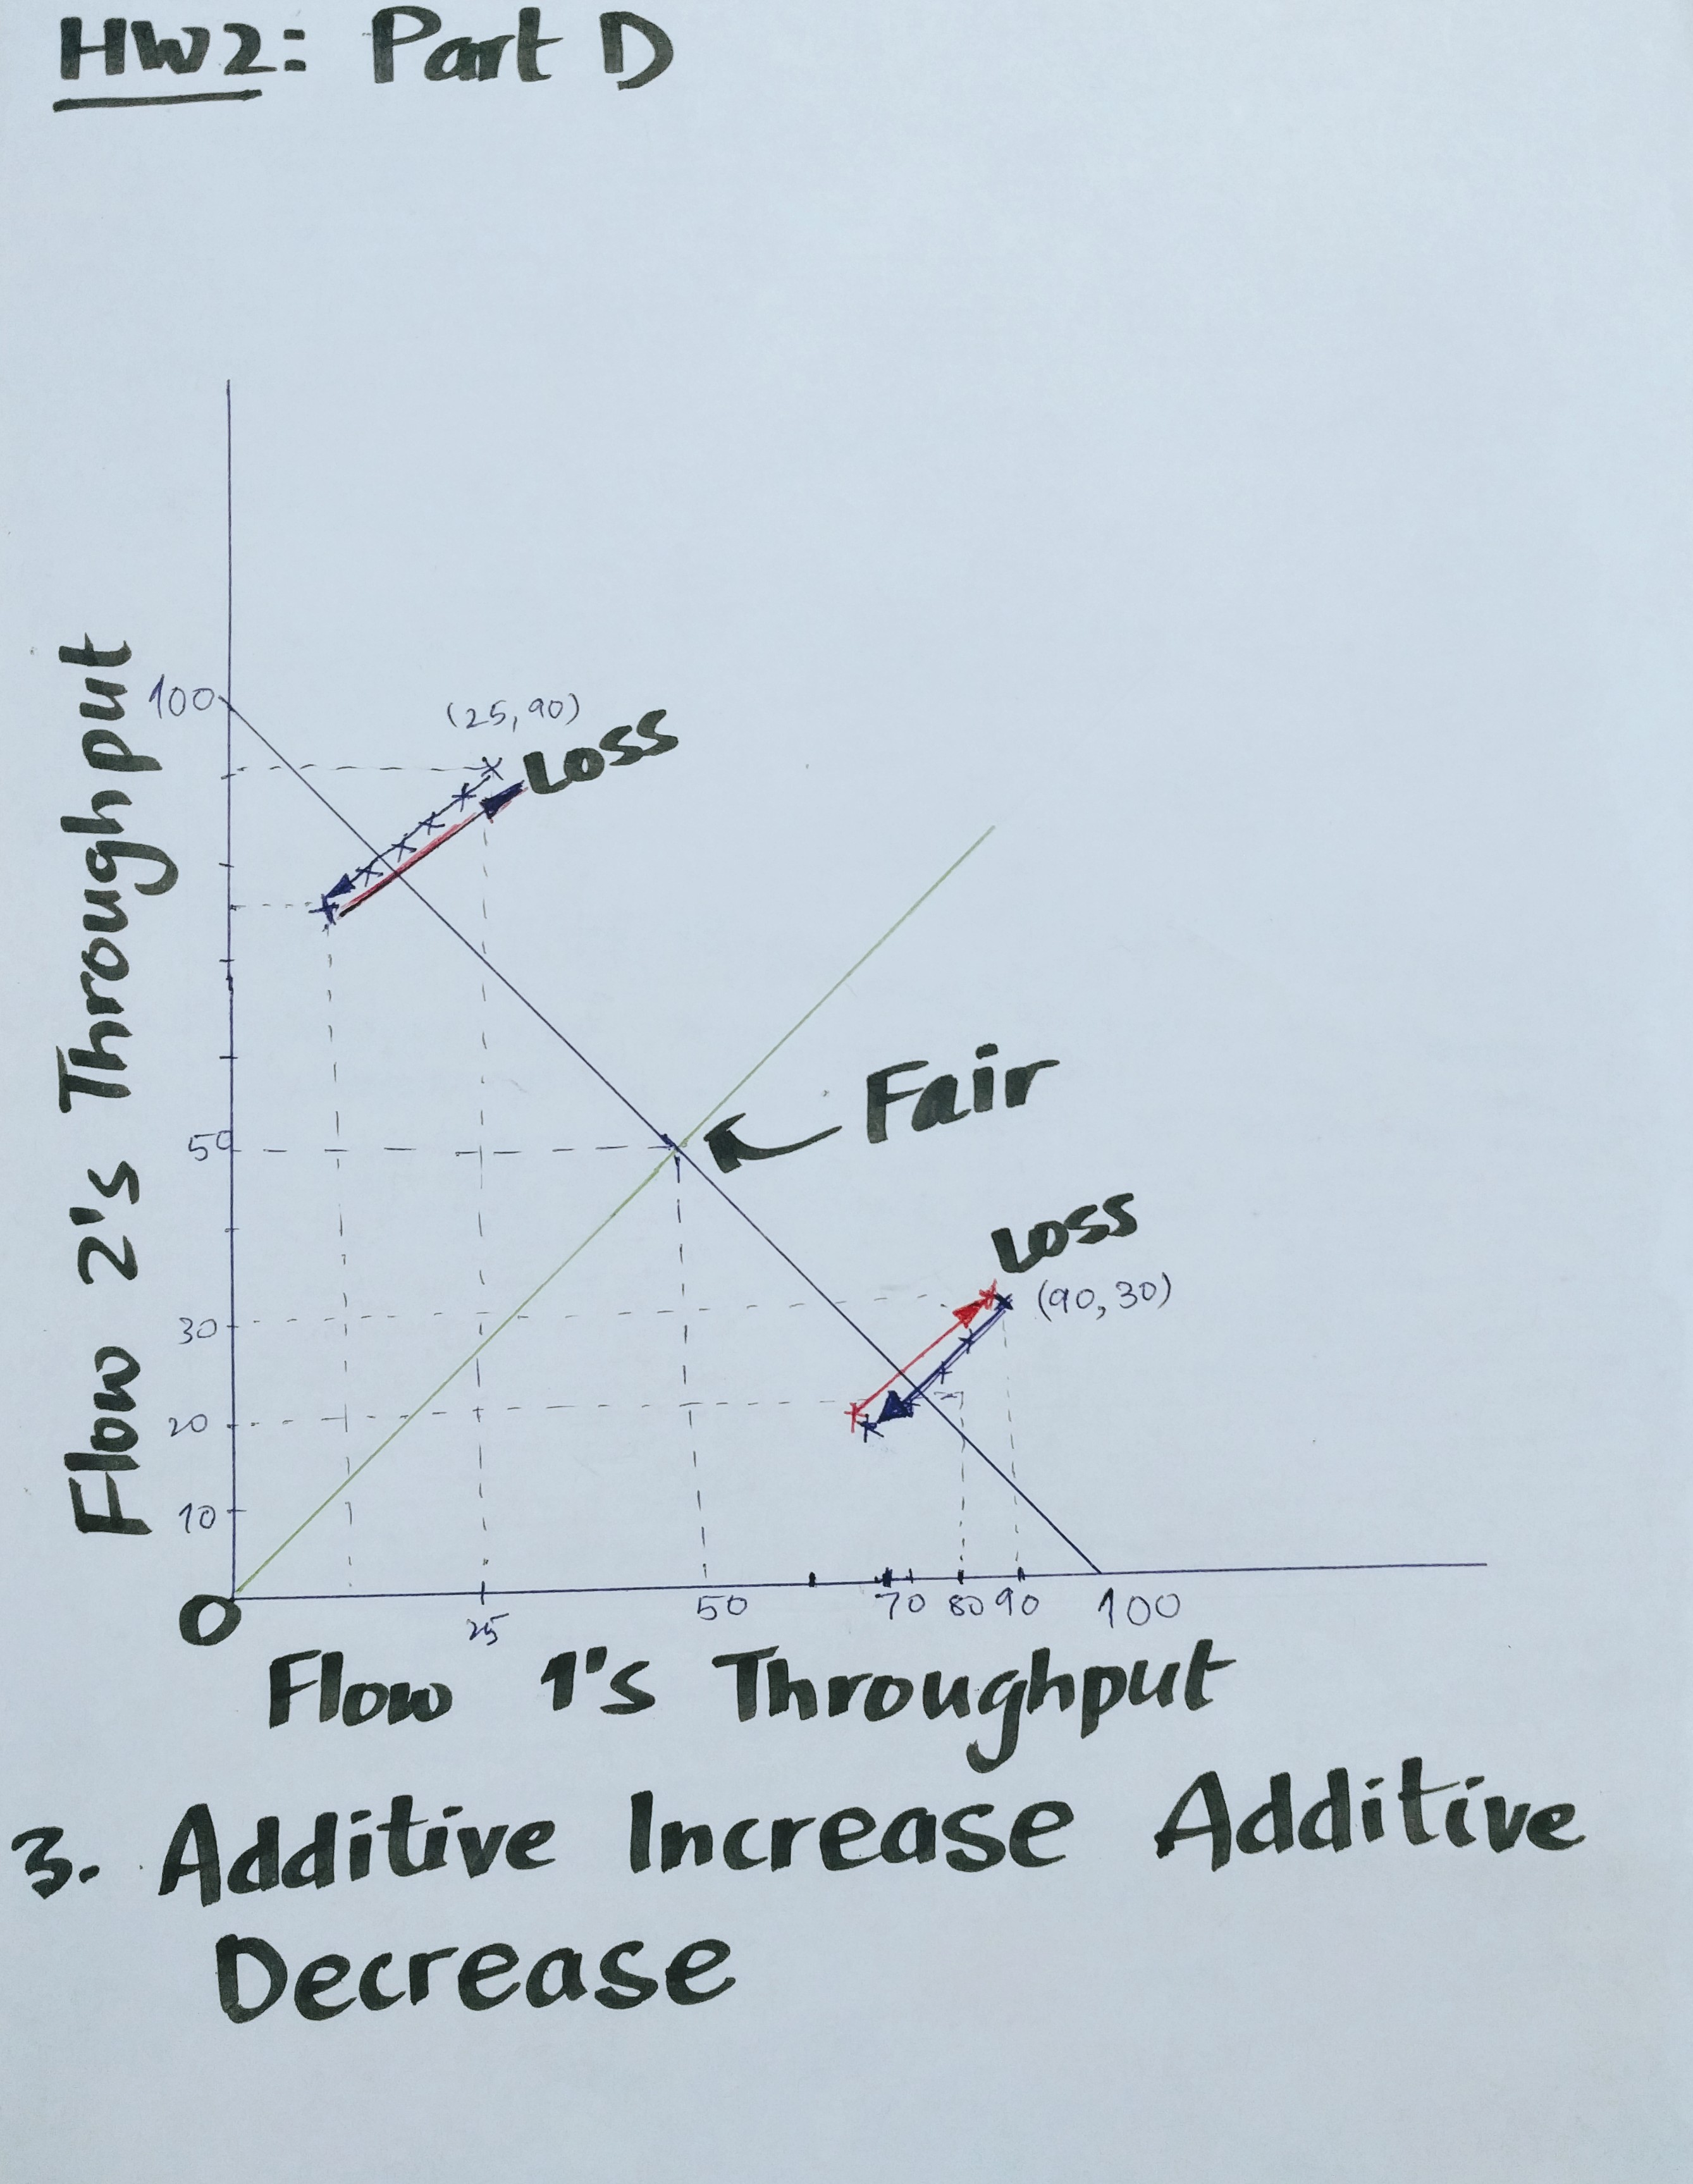 HW2: Part D
100
(25,90)
Loss
Fair
50
Loss
(90,30)
30
20
10
0
25
50
70
80
90
100
Flow 2's Throughput
Flow 1's Throughput
3. Additive Increase Additive
Decrease